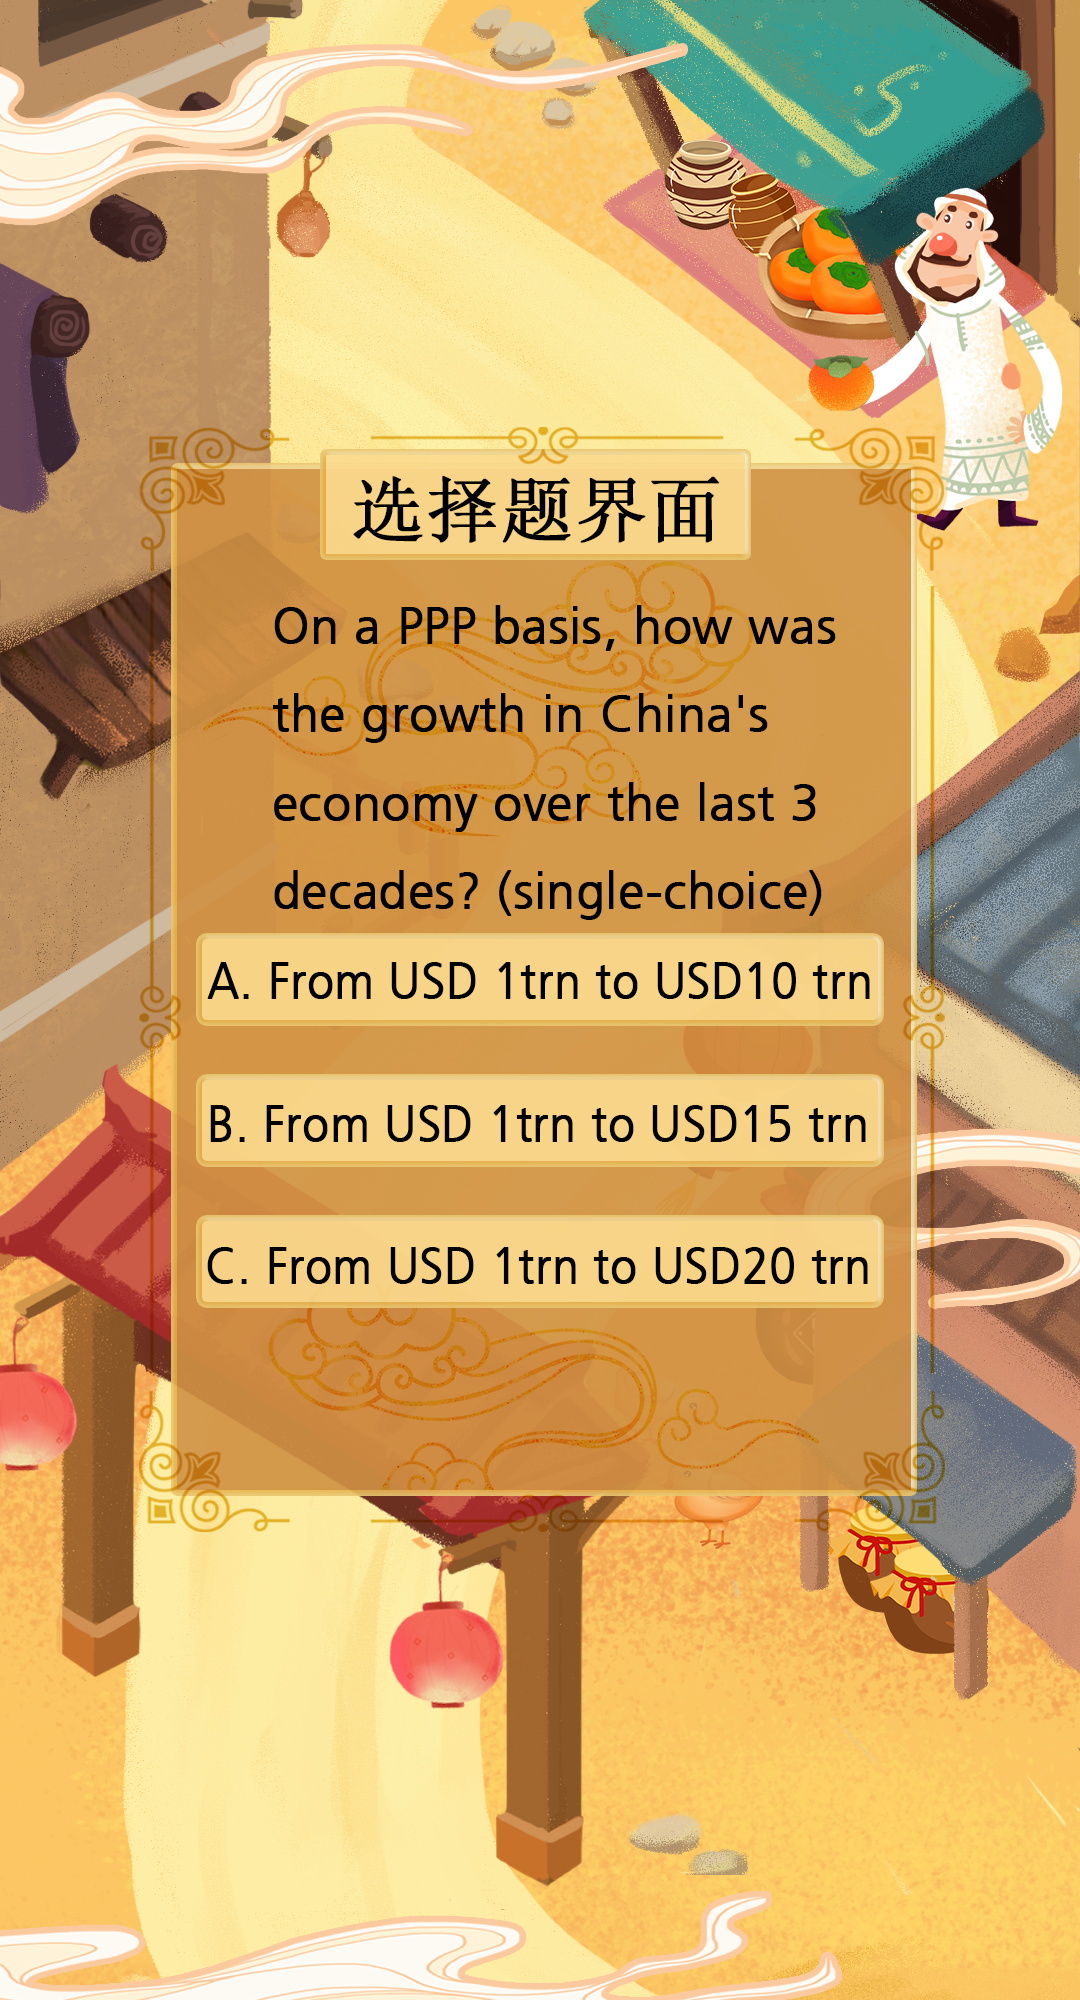 选择题界面
On a PPP basis, how was
the growth in China's
economy over the last 3
decades? (single-choice)
A. From USD 1trn to USD10 trn
B. From USD 1trn to USD15 trn
C. From USD 1trn to USD20 trn